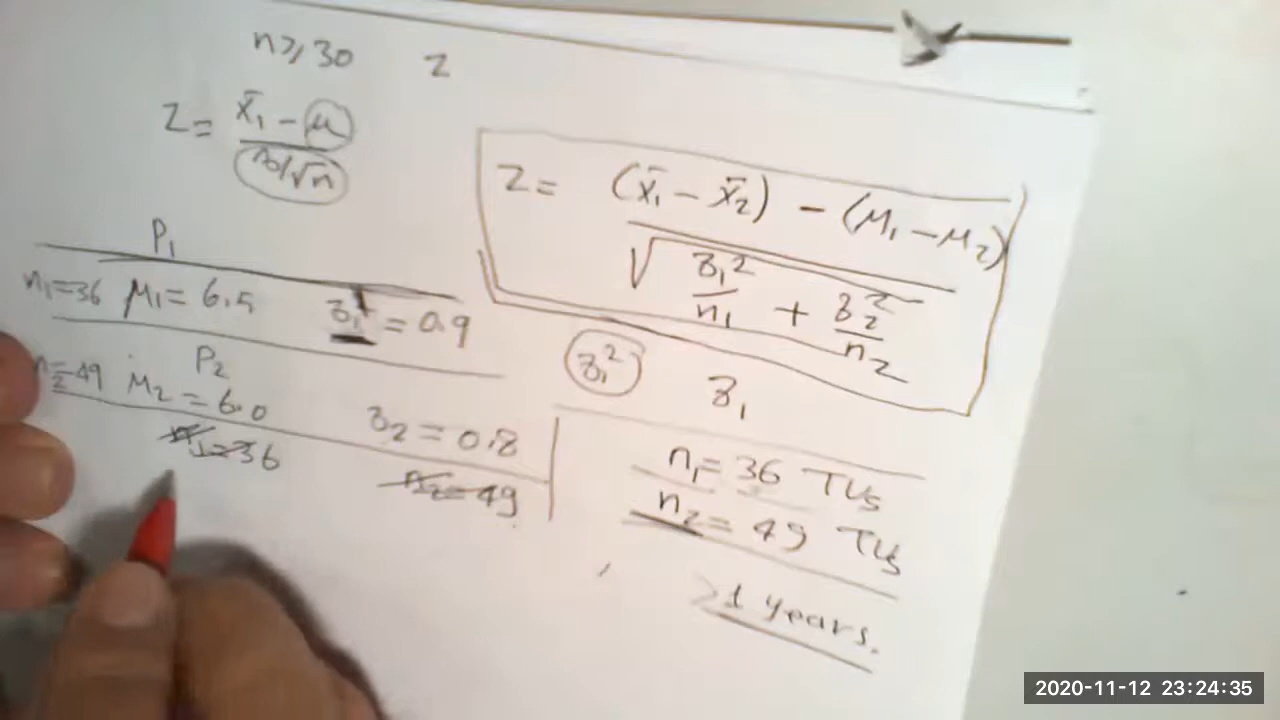 n ≥ 30 z
Z = x̄₁ − μ
σ/√n
Z = (x̄₁ − x̄₂) − (μ₁ − μ₂)
√ σ₁²/n₁ + σ₂²/n₂
P₁
n₁=36 μ₁= 6.5 σ₁ = 0.9
P₂
n₂=49 μ₂ = 6.0 σ₂ = 0.8
n₁=36 n₂=49
σ₁² σ₁
n₁= 36 TVs
n₂= 49 TVs
>1 years.
2020-11-12 23:24:35